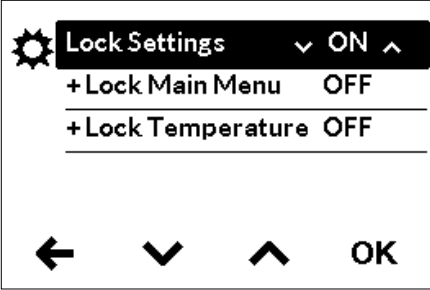 Lock Settings ON
+Lock Main Menu OFF
+Lock Temperature OFF
OK